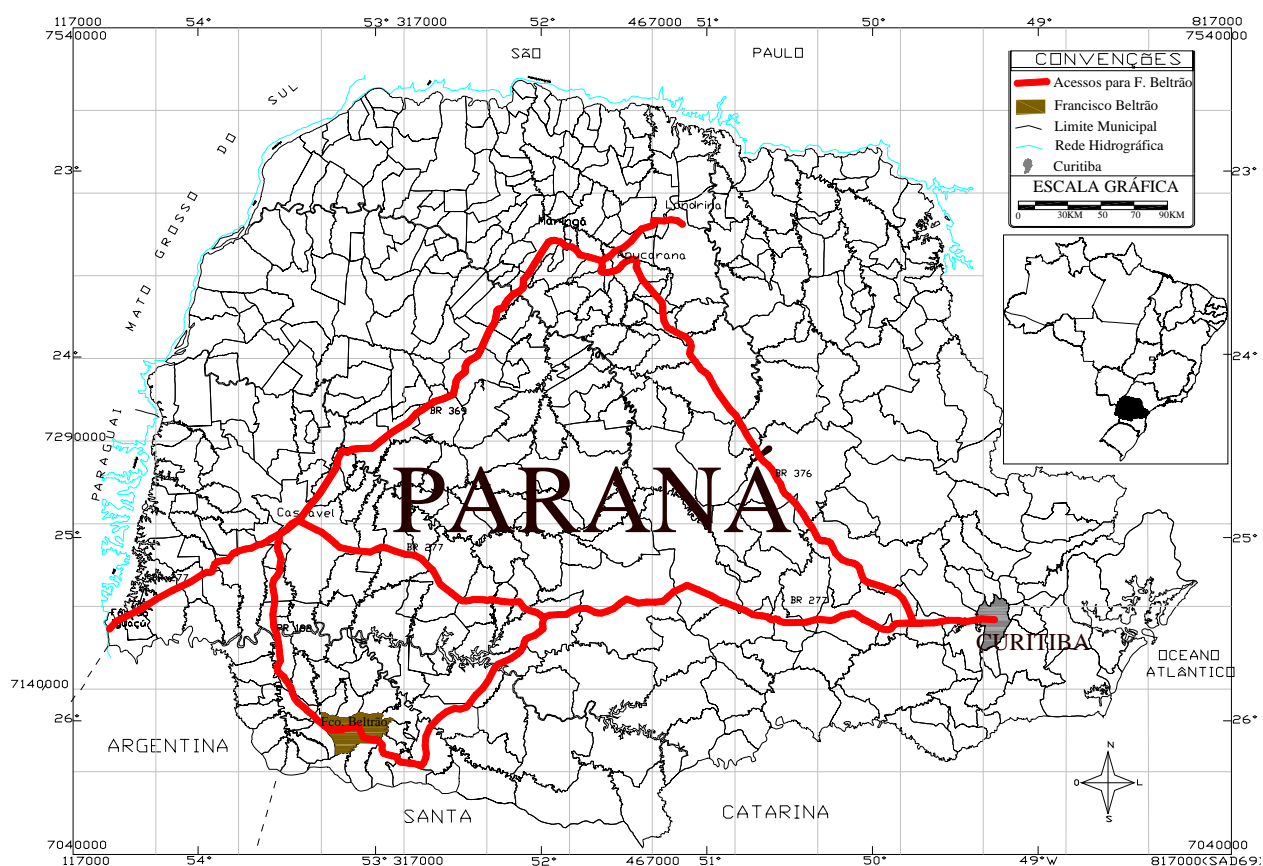 117000 54° 53° 317000 52° 467000 51° 50° 49° 817000
7540000 7540000
SÃO PAULO
CONVENÇÕES
Acessos para F. Beltrão
Francisco Beltrão
Limite Municipal
Rede Hidrográfica
Curitiba
ESCALA GRÁFICA
0 30KM 50 70 90KM
MATO GROSSO DO SUL
23° 23°
Londrina
Maringá
Apucarana
24° 24°
BR 369
PARAGUAI
7290000
PARANÁ
BR 376
Cascavel
25° 25°
BR 277
BR 277
Iguaçú
CURITIBA
OCEANO
ATLÂNTICO
7140000
26° 26°
Fco. Beltrão
ARGENTINA
N
O L
S
SANTA CATARINA
7040000 7040000
117000 54° 53° 317000 52° 467000 51° 50° 49°W 817000(SAD69)